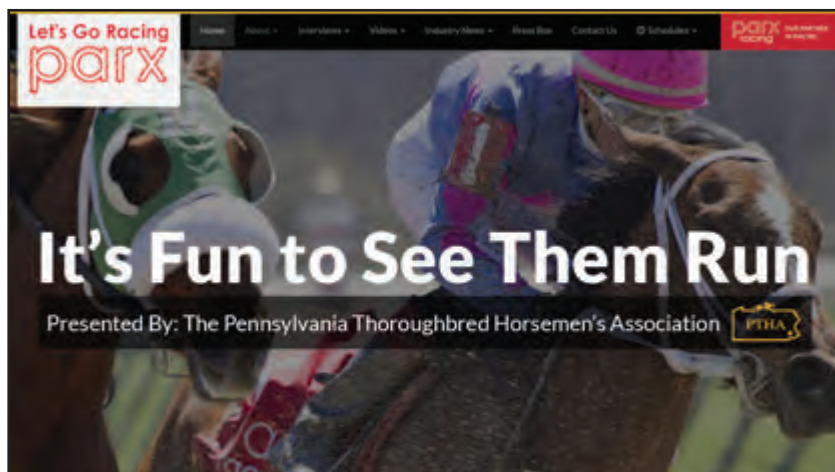 Let's Go Racing
parx
Home About Interviews Videos Industry News Press Box Contact Us Schedules
parx
racing
It's Fun to See Them Run
Presented By: The Pennsylvania Thoroughbred Horsemen's Association PTHA